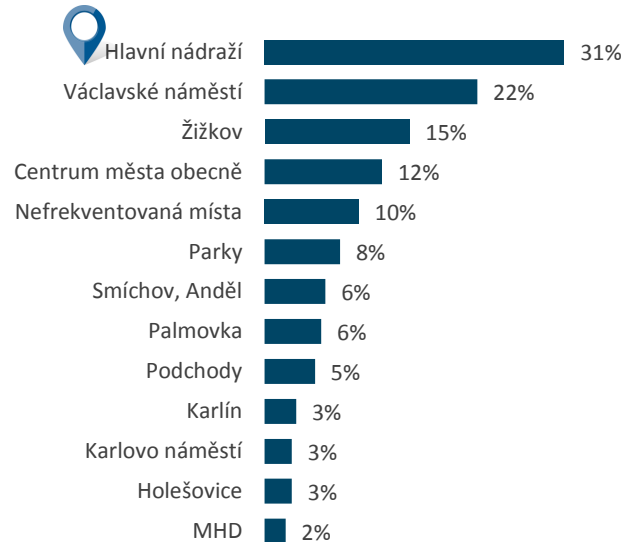 Hlavní nádraží 31%
Václavské náměstí 22%
Žižkov 15%
Centrum města obecně 12%
Nefrekventovaná místa 10%
Parky 8%
Smíchov, Anděl 6%
Palmovka 6%
Podchody 5%
Karlín 3%
Karlovo náměstí 3%
Holešovice 3%
MHD 2%